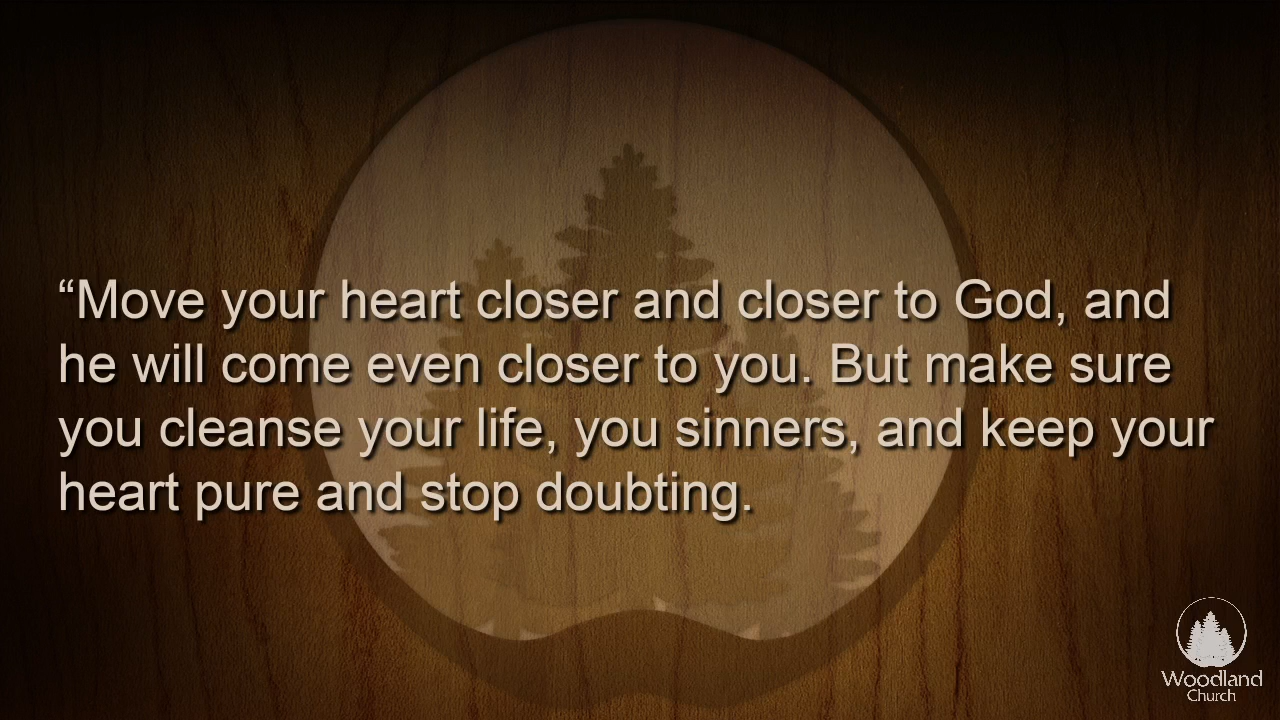 “Move your heart closer and closer to God, and
he will come even closer to you. But make sure
you cleanse your life, you sinners, and keep your
heart pure and stop doubting.
Woodland
Church